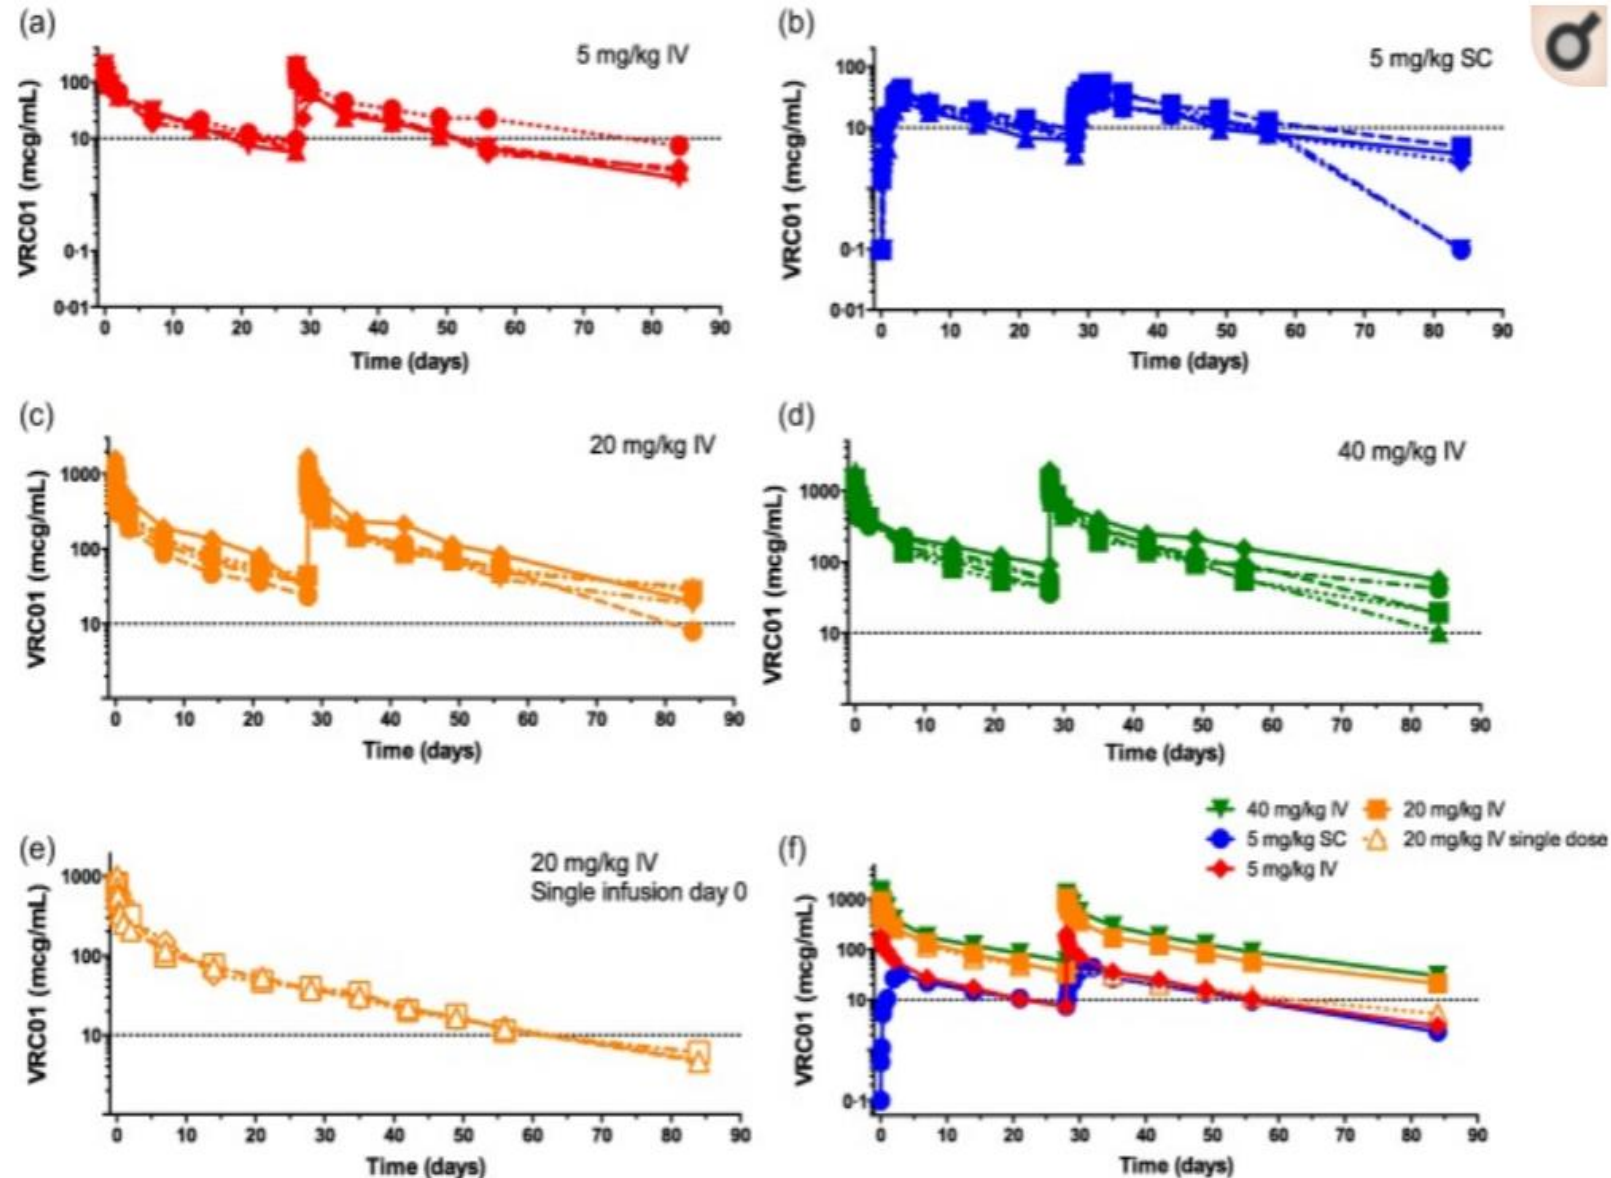 (a)
5 mg/kg IV
VRC01 (mcg/mL)
100
10
0·1
0·01
0 10 20 30 40 50 60 70 80 90
Time (days)
(b)
5 mg/kg SC
VRC01 (mcg/mL)
100
10
0·1
0·01
0 10 20 30 40 50 60 70 80 90
Time (days)
(c)
20 mg/kg IV
VRC01 (mcg/mL)
1000
100
10
0 10 20 30 40 50 60 70 80 90
Time (days)
(d)
40 mg/kg IV
VRC01 (mcg/mL)
1000
100
10
0 10 20 30 40 50 60 70 80 90
Time (days)
(e)
20 mg/kg IV
Single infusion day 0
VRC01 (mcg/mL)
1000
100
10
0 10 20 30 40 50 60 70 80 90
Time (days)
(f)
40 mg/kg IV 20 mg/kg IV
5 mg/kg SC 20 mg/kg IV single dose
5 mg/kg IV
VRC01 (mcg/mL)
1000
100
10
0·1
0 10 20 30 40 50 60 70 80 90
Time (days)